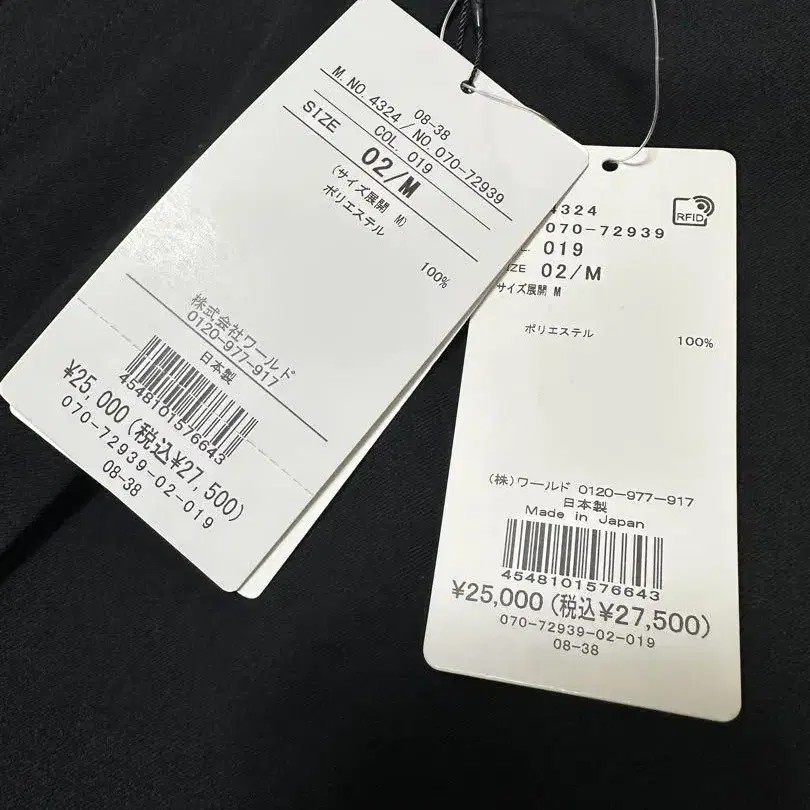 08-38
M.NO.4324/NO.070-72939
COL. 019
SIZE 02/M
(サイズ展開 M)
ポリエステル
100%
株式会社ワールド
0120-977-917
日本製
4548101576643
¥25,000(税込¥27,500)
070-72939-02-019
08-38
4324
RFID
070-72939
019
02/M
サイズ展開 M
ポリエステル 100%
(株)ワールド 0120-977-917
日本製
Made in Japan
4548101576643
¥25,000(税込¥27,500)
070-72939-02-019
08-38